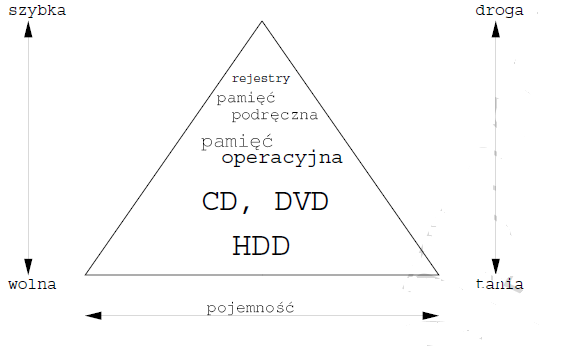 szybka
droga
rejestry
pamięć
podręczna
pamięć
operacyjna
CD, DVD
HDD
wolna
tania
pojemność